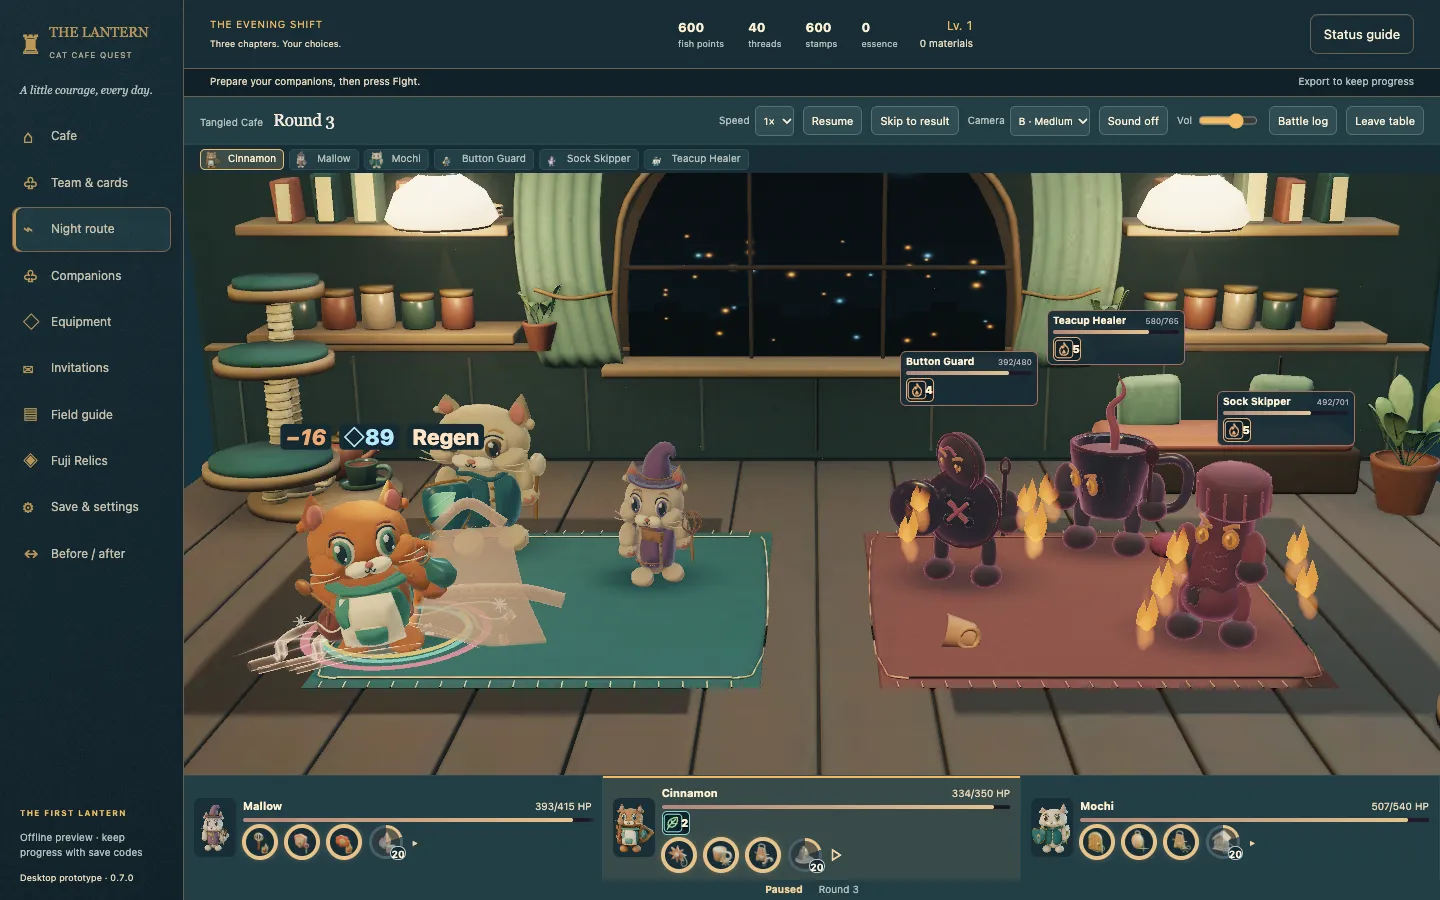 THE LANTERN
CAT CAFE QUEST
A little courage, every day.
Cafe
Team & cards
Night route
Companions
Equipment
Invitations
Field guide
Fuji Relics
Save & settings
Before / after
THE FIRST LANTERN
Offline preview · keep
progress with save codes
Desktop prototype · 0.7.0
THE EVENING SHIFT
Three chapters. Your choices.
600 fish points
40 threads
600 stamps
0 essence
Lv. 1
0 materials
Status guide
Prepare your companions, then press Fight.
Export to keep progress
Tangled Cafe Round 3
Speed 1x Resume Skip to result Camera B · Medium Sound off Vol Battle log Leave table
Cinnamon Mallow Mochi Button Guard Sock Skipper Teacup Healer
Teacup Healer 580/765
5
Button Guard 392/480
4
Sock Skipper 492/701
5
−16 89 Regen
Mallow 393/415 HP
20
Cinnamon 334/350 HP
2
20
Mochi 507/540 HP
20
Paused Round 3